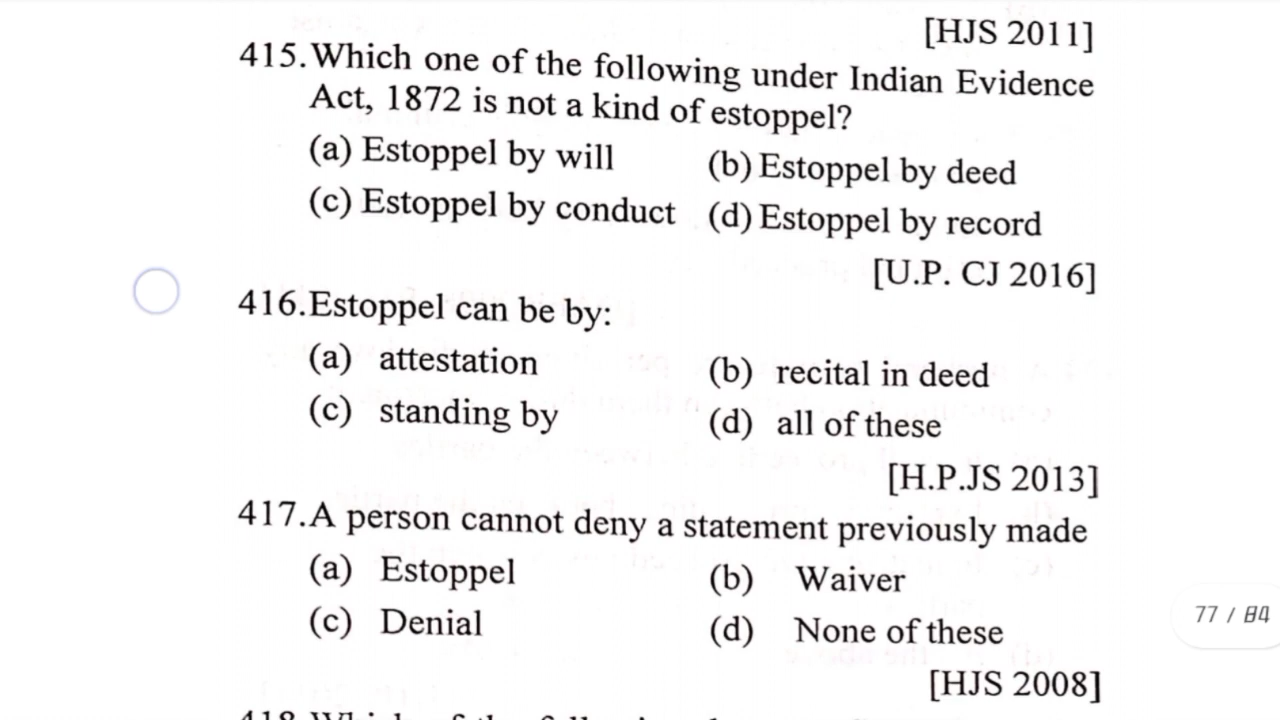 [HJS 2011]
415. Which one of the following under Indian Evidence
Act, 1872 is not a kind of estoppel?
(a) Estoppel by will (b) Estoppel by deed
(c) Estoppel by conduct (d) Estoppel by record
[U.P. CJ 2016]
416. Estoppel can be by:
(a) attestation (b) recital in deed
(c) standing by (d) all of these
[H.P.JS 2013]
417. A person cannot deny a statement previously made
(a) Estoppel (b) Waiver
(c) Denial (d) None of these
77 / 84
[HJS 2008]